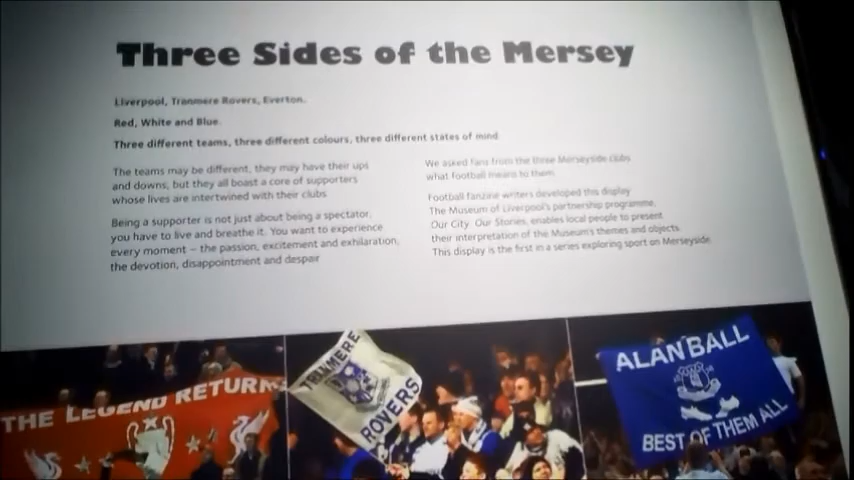 Three Sides of the Mersey
Liverpool, Tranmere Rovers, Everton.
Red, White and Blue.
Three different teams, three different colours, three different states of mind.
The teams may be different, they may have their ups
and downs, but they all boast a core of supporters
whose lives are intertwined with their clubs.
Being a supporter is not just about being a spectator,
you have to live and breathe it. You want to experience
every moment – the passion, excitement and exhilaration,
the devotion, disappointment and despair.
We asked fans from the three Merseyside clubs
what football means to them.
Football fanzine writers developed this display.
The Museum of Liverpool's partnership programme,
Our City, Our Stories, enables local people to present
their interpretation of the Museum's themes and objects.
This display is the first in a series exploring sport on Merseyside.
THE LEGEND RETURN
TRANMERE
ROVERS
ALAN BALL
BEST OF THEM ALL